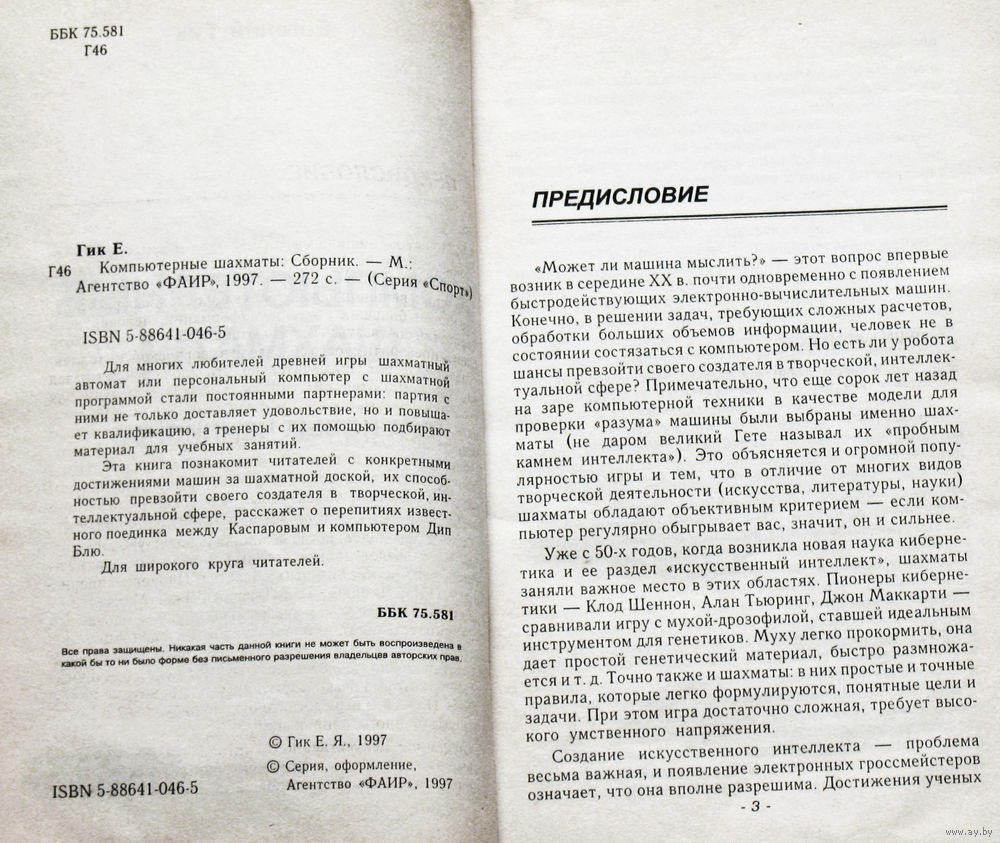 ББК 75.581
Г46
Гик Е.
Г46 Компьютерные шахматы: Сборник. — М.:
Агентство «ФАИР», 1997. — 272 с. — (Серия «Спорт»)
ISBN 5-88641-046-5
Для многих любителей древней игры шахматный
автомат или персональный компьютер с шахматной
программой стали постоянными партнерами: партия с
ними не только доставляет удовольствие, но и повыша-
ет квалификацию, а тренеры с их помощью подбирают
материал для учебных занятий.
Эта книга познакомит читателей с конкретными
достижениями машин за шахматной доской, их спосо-
бностью превзойти своего создателя в творческой, ин-
теллектуальной сфере, расскажет о перепитиях извест-
ного поединка между Каспаровым и компьютером Дип
Блю.
Для широкого круга читателей.
ББК 75.581
Все права защищены. Никакая часть данной книги не может быть воспроизведена в
какой бы то ни было форме без письменного разрешения владельцев авторских прав.
© Гик Е. Я., 1997
© Серия, оформление,
Агентство «ФАИР», 1997
ISBN 5-88641-046-5
ПРЕДИСЛОВИЕ
«Может ли машина мыслить?» — этот вопрос впервые
возник в середине XX в. почти одновременно с появлением
быстродействующих электронно-вычислительных машин.
Конечно, в решении задач, требующих сложных расчетов,
обработки больших объемов информации, человек не в
состоянии состязаться с компьютером. Но есть ли у робота
шансы превзойти своего создателя в творческой, интеллек-
туальной сфере? Примечательно, что еще сорок лет назад
на заре компьютерной техники в качестве модели для
проверки «разума» машины были выбраны именно шах-
маты (не даром великий Гете называл их «пробным
камнем интеллекта»). Это объясняется и огромной попу-
лярностью игры и тем, что в отличие от многих видов
творческой деятельности (искусства, литературы, науки)
шахматы обладают объективным критерием — если ком-
пьютер регулярно обыгрывает вас, значит, он и сильнее.
Уже с 50-х годов, когда возникла новая наука киберне-
тика и ее раздел «искусственный интеллект», шахматы
заняли важное место в этих областях. Пионеры киберне-
тики — Клод Шеннон, Алан Тьюринг, Джон Маккарти —
сравнивали игру с мухой-дрозофилой, ставшей идеальным
инструментом для генетиков. Муху легко прокормить, она
дает простой генетический материал, быстро размножа-
ется и т. д. Точно также и шахматы: в них простые и точные
правила, которые легко формулируются, понятные цели и
задачи. При этом игра достаточно сложная, требует высо-
кого умственного напряжения.
Создание искусственного интеллекта — проблема
весьма важная, и появление электронных гроссмейстеров
означает, что она вполне разрешима. Достижения ученых
- 3 -
www.ay.by